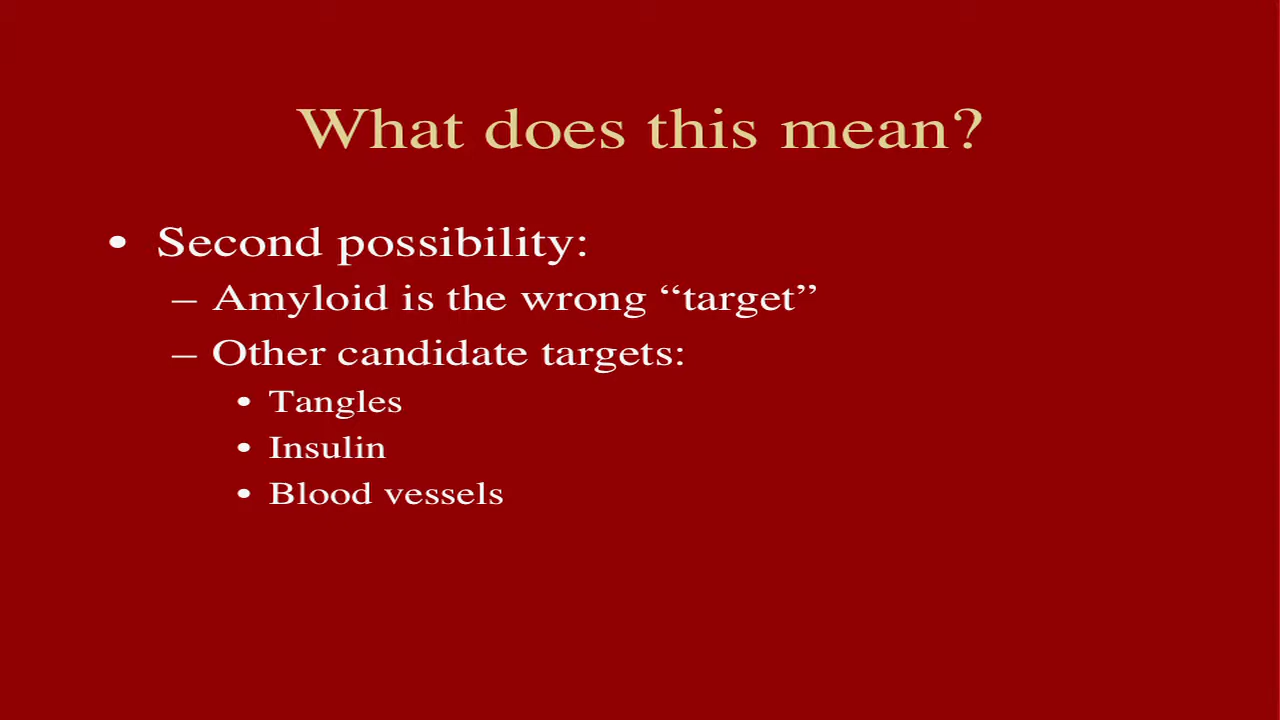 What does this mean?
• Second possibility:
– Amyloid is the wrong “target”
– Other candidate targets:
• Tangles
• Insulin
• Blood vessels